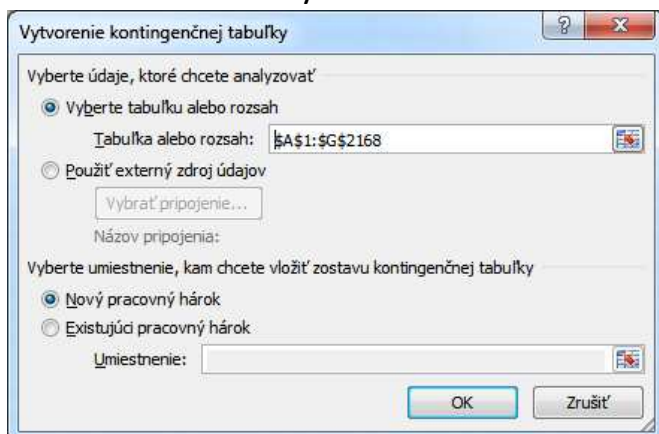 Vytvorenie kontingenčnej tabuľky
Vyberte údaje, ktoré chcete analyzovať
Vyberte tabuľku alebo rozsah
Tabuľka alebo rozsah: $A$1:$G$2168
Použiť externý zdroj údajov
Vybrať pripojenie...
Názov pripojenia:
Vyberte umiestnenie, kam chcete vložiť zostavu kontingenčnej tabuľky
Nový pracovný hárok
Existujúci pracovný hárok
Umiestnenie:
OK Zrušiť